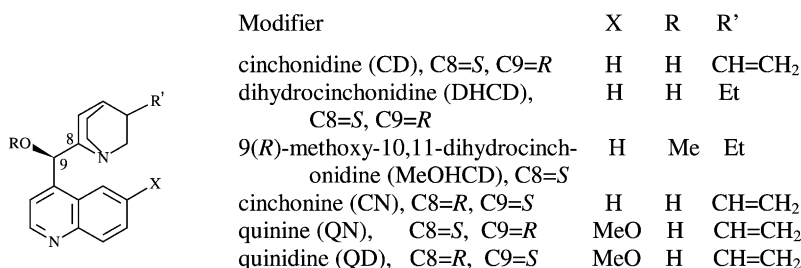 Modifier X R R'
cinchonidine (CD), C8=S, C9=R H H CH=CH₂
dihydrocinchonidine (DHCD), H H Et
C8=S, C9=R
9(R)-methoxy-10,11-dihydrocinch- H Me Et
onidine (MeOHCD), C8=S
cinchonine (CN), C8=R, C9=S H H CH=CH₂
quinine (QN), C8=S, C9=R MeO H CH=CH₂
quinidine (QD), C8=R, C9=S MeO H CH=CH₂
R'
RO 8
N
9
X
N